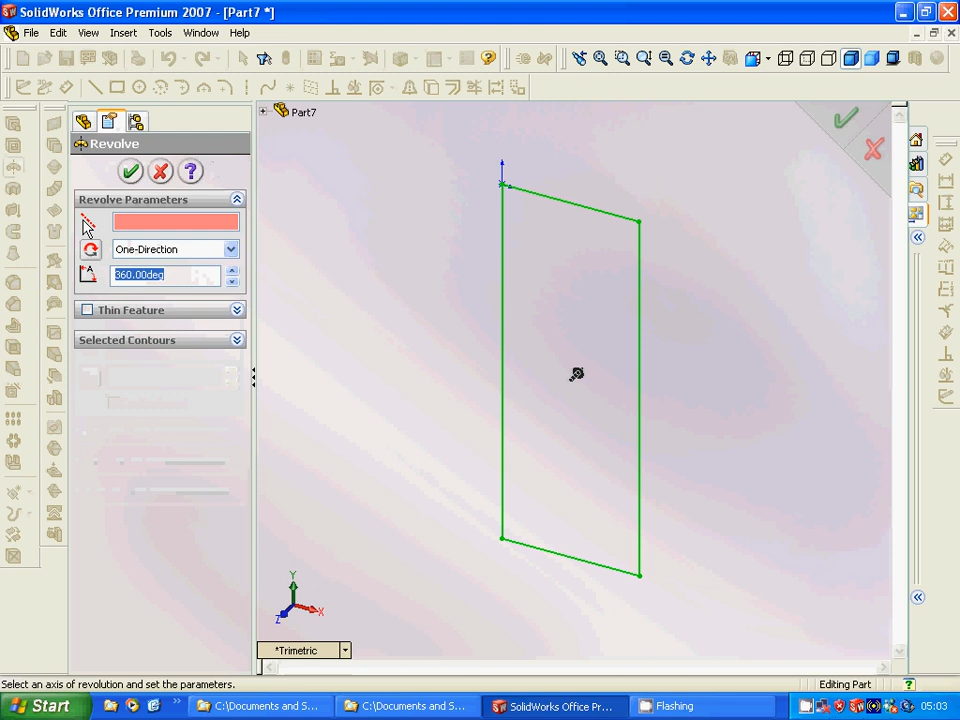 SolidWorks Office Premium 2007 - [Part7 *]
File Edit View Insert Tools Window Help
Part7
Revolve
Revolve Parameters
One-Direction
360.00deg
Thin Feature
Selected Contours
Y
X
Z
*Trimetric
Select an axis of revolution and set the parameters.
Editing Part
Start
C:\Documents and S...
C:\Documents and S...
SolidWorks Office Pr...
Flashing
05:03